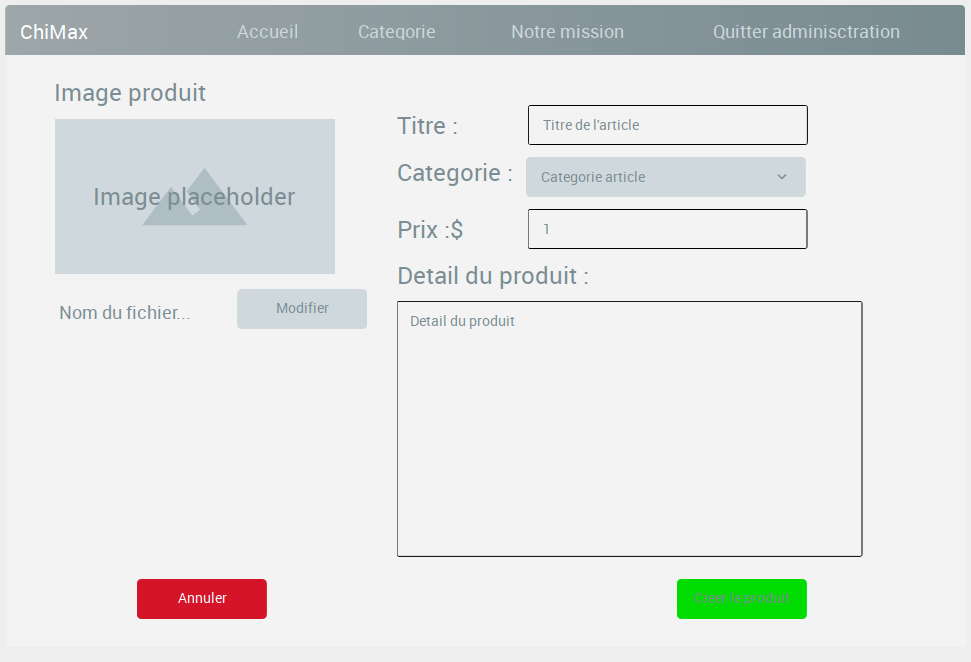 ChiMax Accueil Categorie Notre mission Quitter adminisctration
Image produit
Image placeholder
Nom du fichier...
Modifier
Titre :
Titre de l'article
Categorie :
Categorie article
Prix :$
1
Detail du produit :
Detail du produit
Annuler
Creer le produit